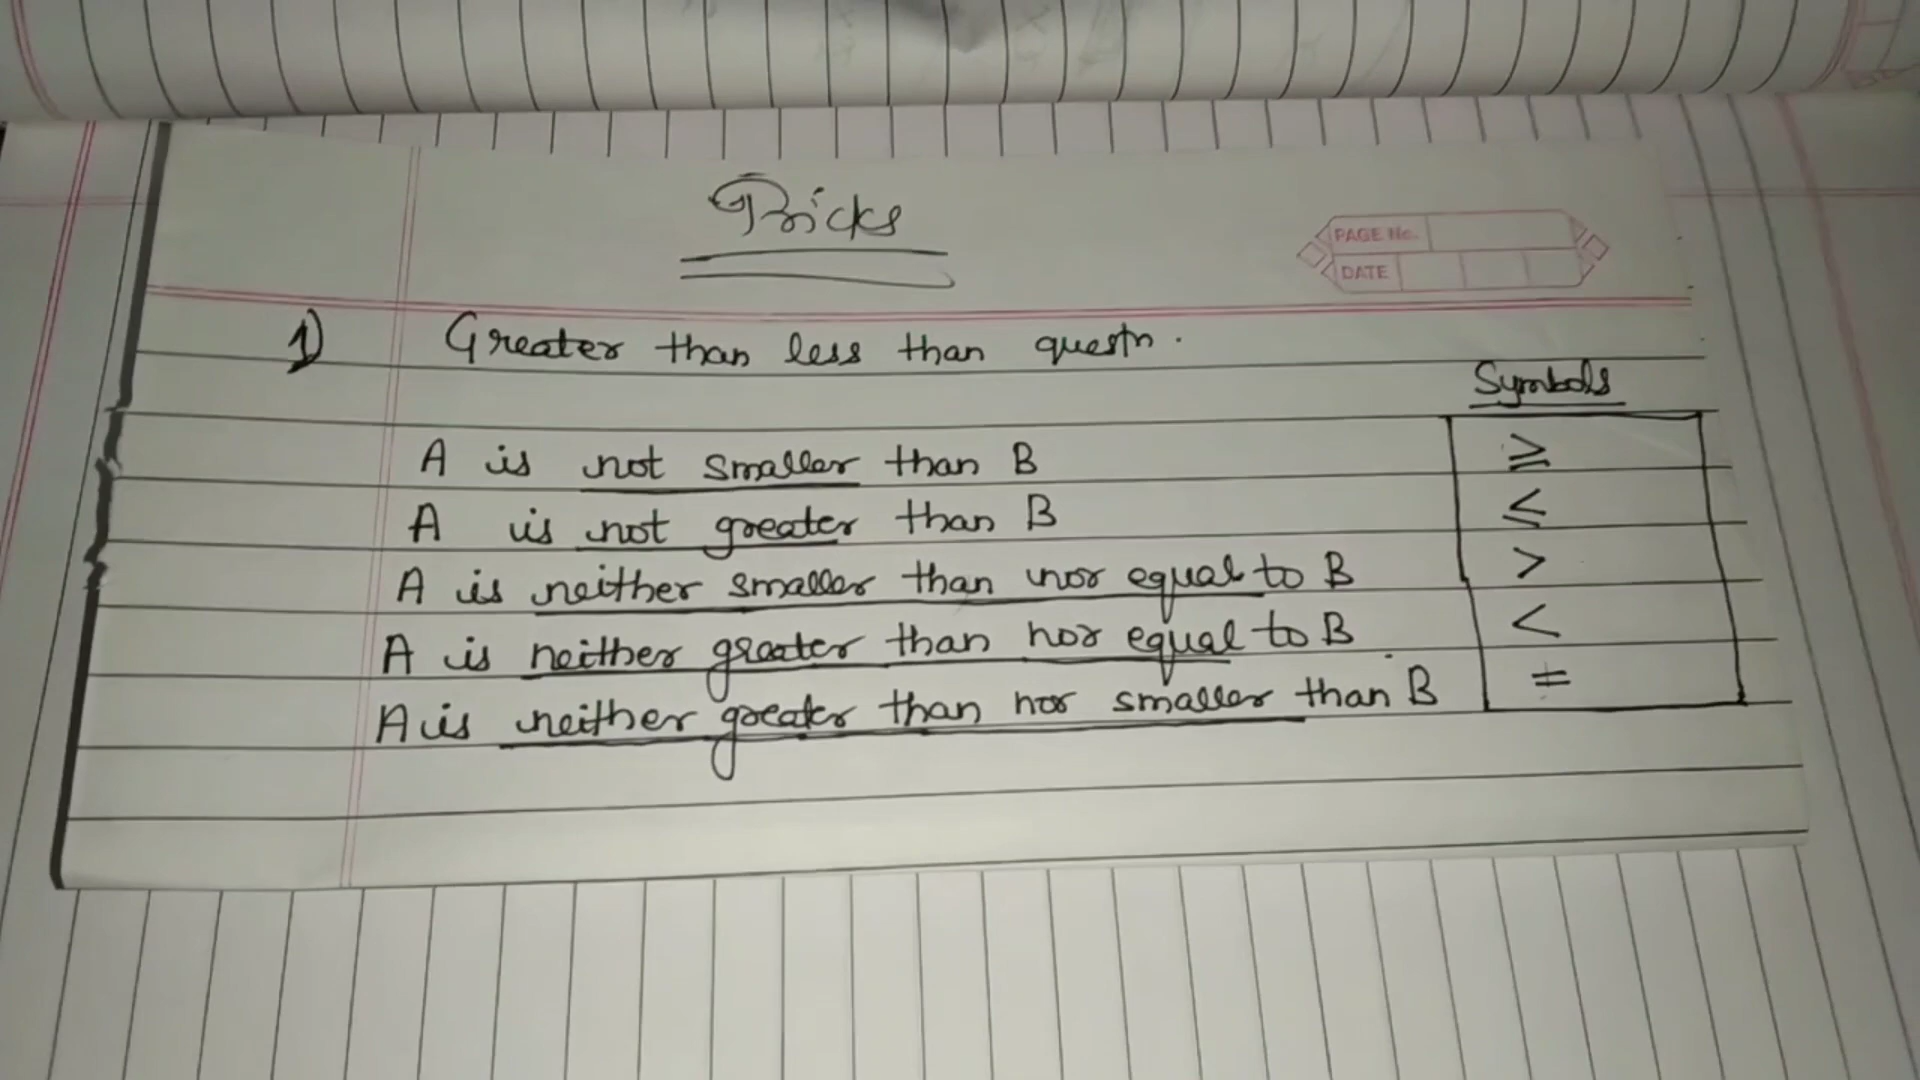 Tricks
PAGE No.
DATE
1) Greater than less than questn.
Symbols
A is not smaller than B ≥
A is not greater than B ≤
A is neither smaller than nor equal to B >
A is neither greater than nor equal to B <
A is neither greater than nor smaller than B =